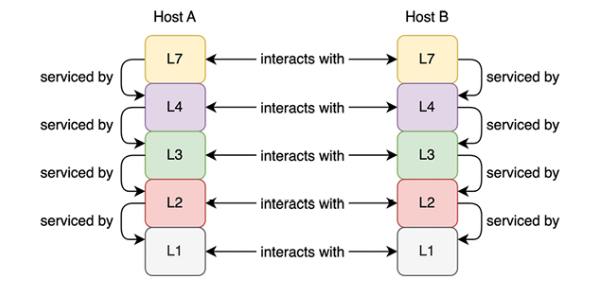 Host A Host B
L7 interacts with L7
serviced by serviced by
L4 interacts with L4
serviced by serviced by
L3 interacts with L3
serviced by serviced by
L2 interacts with L2
serviced by serviced by
L1 interacts with L1